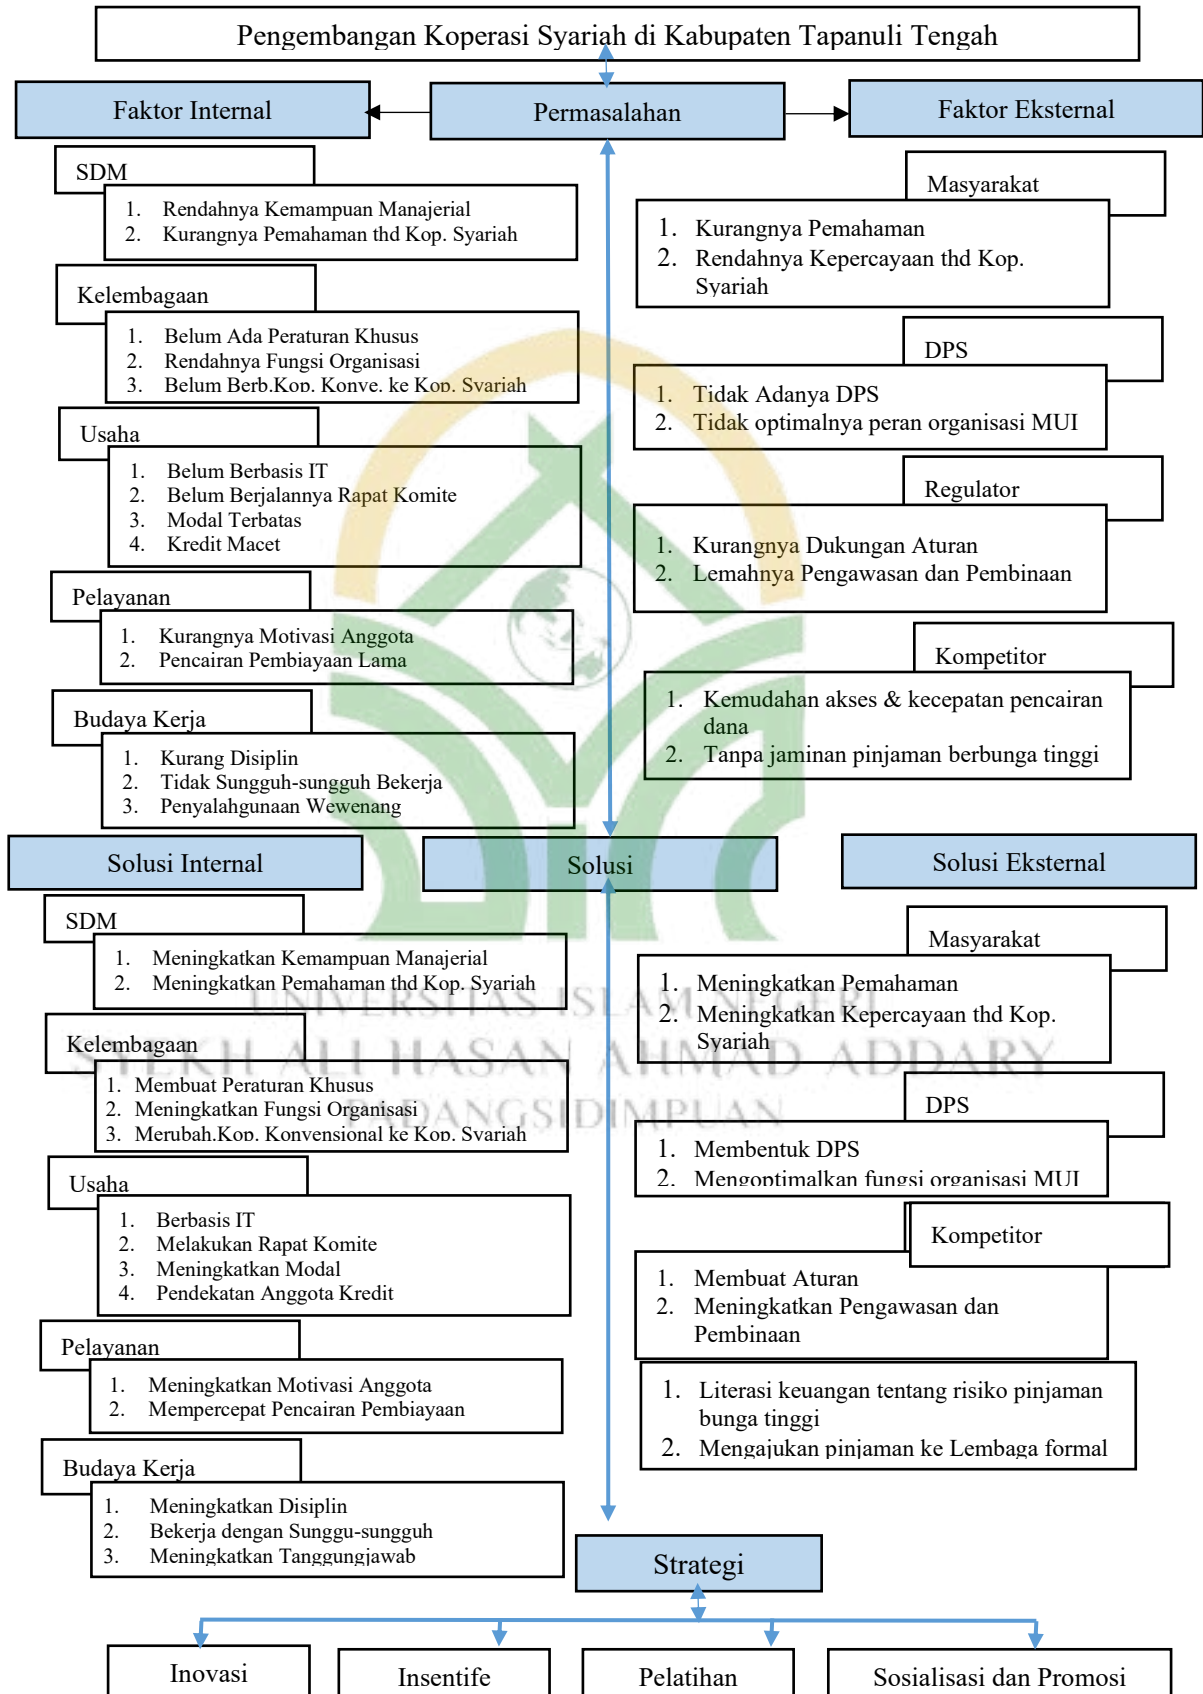 Pengembangan Koperasi Syariah di Kabupaten Tapanuli Tengah
Faktor Internal
Permasalahan
Faktor Eksternal
SDM
1. Rendahnya Kemampuan Manajerial
2. Kurangnya Pemahaman thd Kop. Syariah
Kelembagaan
1. Belum Ada Peraturan Khusus
2. Rendahnya Fungsi Organisasi
3. Belum Berb.Kop. Konve. ke Kop. Syariah
Usaha
1. Belum Berbasis IT
2. Belum Berjalannya Rapat Komite
3. Modal Terbatas
4. Kredit Macet
Pelayanan
1. Kurangnya Motivasi Anggota
2. Pencairan Pembiayaan Lama
Budaya Kerja
1. Kurang Disiplin
2. Tidak Sungguh-sungguh Bekerja
3. Penyalahgunaan Wewenang
Masyarakat
1. Kurangnya Pemahaman
2. Rendahnya Kepercayaan thd Kop.
Syariah
DPS
1. Tidak Adanya DPS
2. Tidak optimalnya peran organisasi MUI
Regulator
1. Kurangnya Dukungan Aturan
2. Lemahnya Pengawasan dan Pembinaan
Kompetitor
1. Kemudahan akses & kecepatan pencairan
dana
2. Tanpa jaminan pinjaman berbunga tinggi
Solusi Internal
Solusi
Solusi Eksternal
SDM
1. Meningkatkan Kemampuan Manajerial
2. Meningkatkan Pemahaman thd Kop. Syariah
Kelembagaan
1. Membuat Peraturan Khusus
2. Meningkatkan Fungsi Organisasi
3. Merubah.Kop. Konvensional ke Kop. Syariah
Usaha
1. Berbasis IT
2. Melakukan Rapat Komite
3. Meningkatkan Modal
4. Pendekatan Anggota Kredit
Pelayanan
1. Meningkatkan Motivasi Anggota
2. Mempercepat Pencairan Pembiayaan
Budaya Kerja
1. Meningkatkan Disiplin
2. Bekerja dengan Sunggu-sungguh
3. Meningkatkan Tanggungjawab
Masyarakat
1. Meningkatkan Pemahaman
2. Meningkatkan Kepercayaan thd Kop.
Syariah
DPS
1. Membentuk DPS
2. Mengoptimalkan fungsi organisasi MUI
Kompetitor
1. Membuat Aturan
2. Meningkatkan Pengawasan dan
Pembinaan
1. Literasi keuangan tentang risiko pinjaman
bunga tinggi
2. Mengajukan pinjaman ke Lembaga formal
UNIVERSITAS ISLAM NEGERI
SYEKH ALI HASAN AHMAD ADDARY
PADANGSIDIMPUAN
Strategi
Inovasi
Insentife
Pelatihan
Sosialisasi dan Promosi